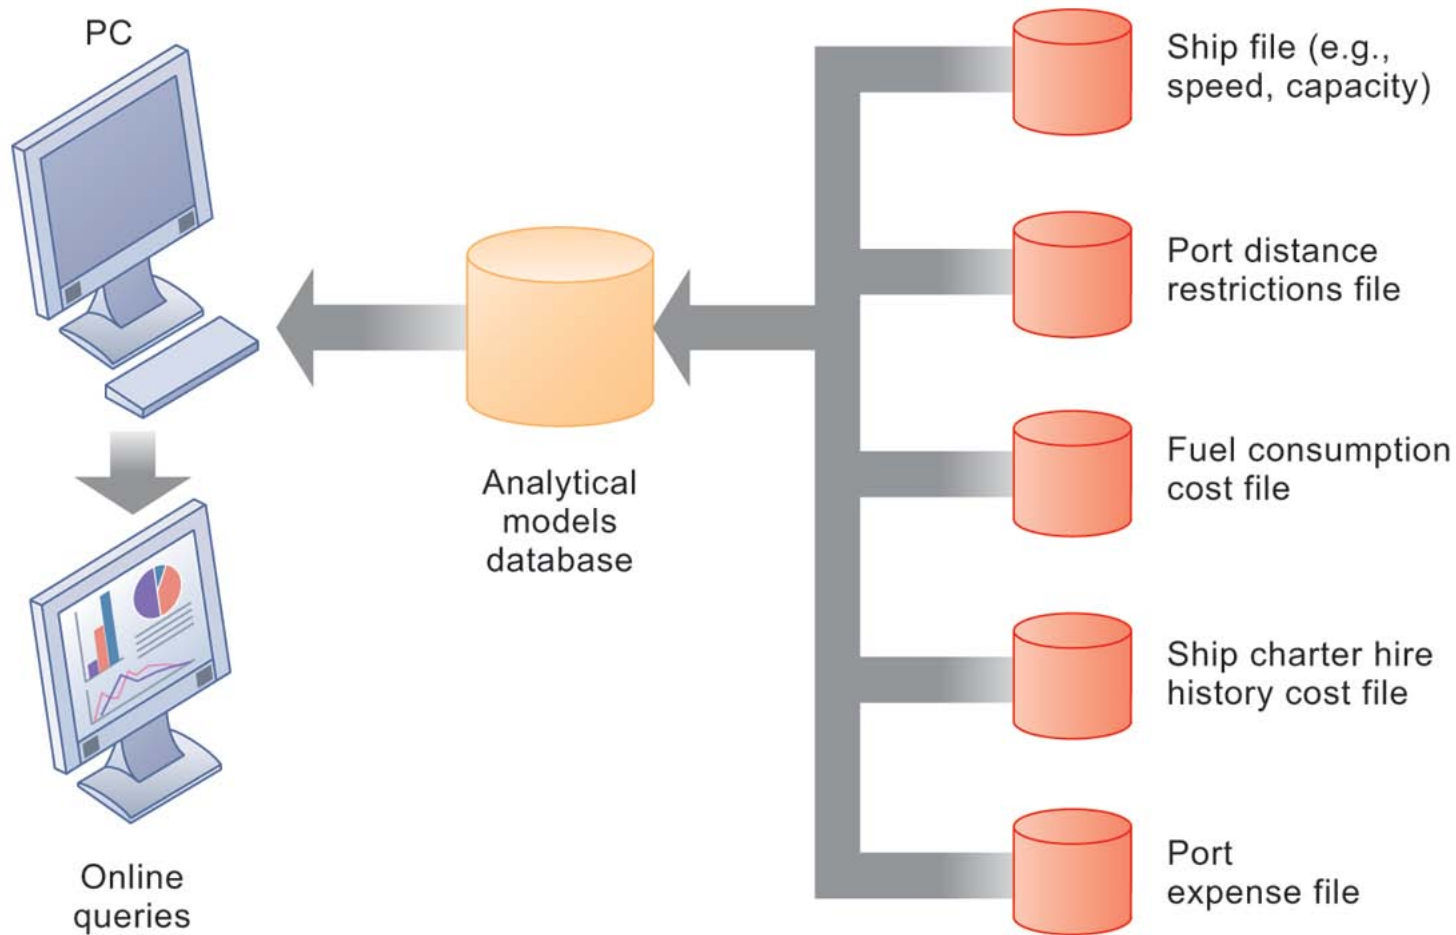 PC
Ship file (e.g.,
speed, capacity)
Port distance
restrictions file
Analytical
models
database
Fuel consumption
cost file
Ship charter hire
history cost file
Online
queries
Port
expense file